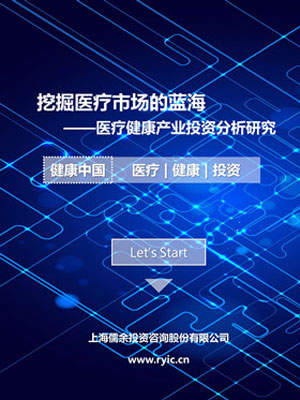 挖掘医疗市场的蓝海
——医疗健康产业投资分析研究
健康中国 医疗 | 健康 | 投资
Let's Start
上海儒余投资咨询股份有限公司
www.ryic.cn